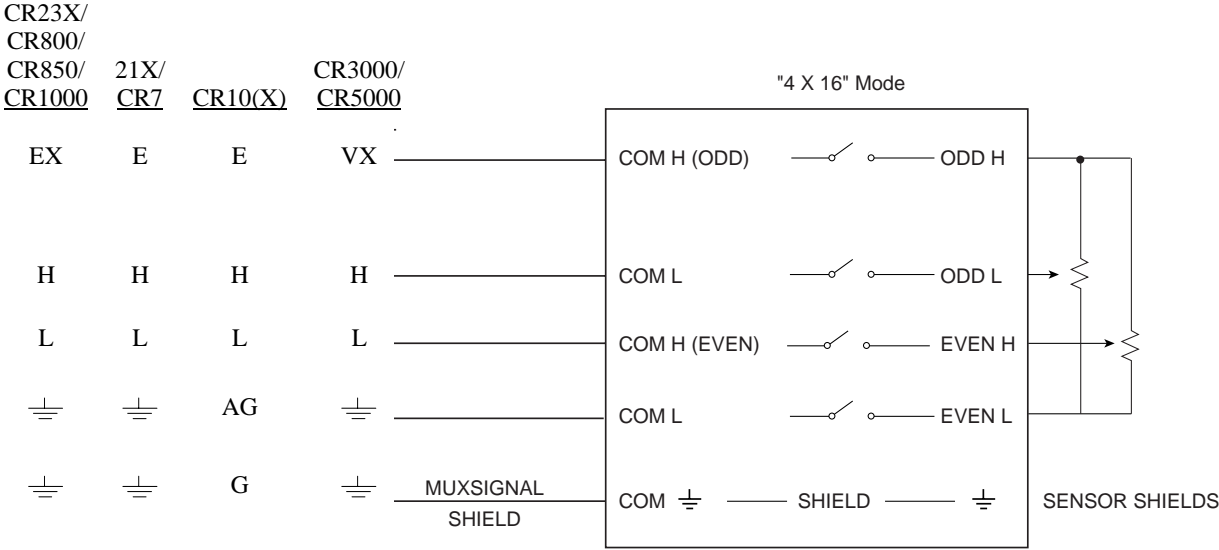 CR23X/
CR800/
CR850/ 21X/ CR3000/
CR1000 CR7 CR10(X) CR5000
"4 X 16" Mode
EX E E VX COM H (ODD) ODD H
H H H H COM L ODD L
L L L L COM H (EVEN) EVEN H
AG COM L EVEN L
G MUXSIGNAL SHIELD COM SHIELD SENSOR SHIELDS